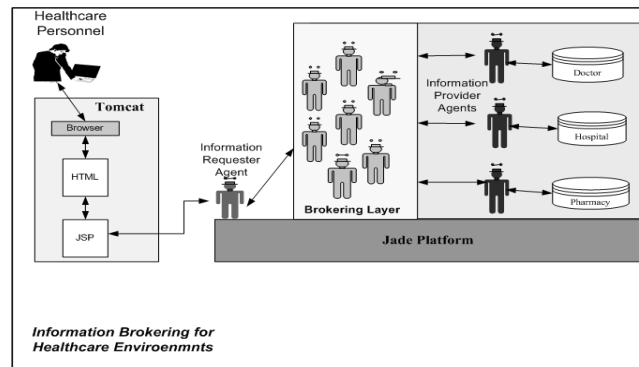 Healthcare
Personnel
Tomcat
Browser
HTML
JSP
Information
Requester
Agent
Brokering Layer
Information
Provider
Agents
Doctor
Hospital
Pharmacy
Jade Platform
Information Brokering for
Healthcare Enviroenmnts